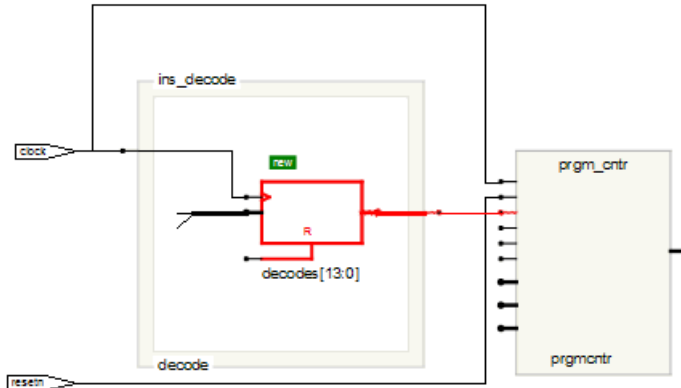 ins_decode
clock
new
prgm_cntr
R
decodes[13:0]
decode
prgmcntr
resetn